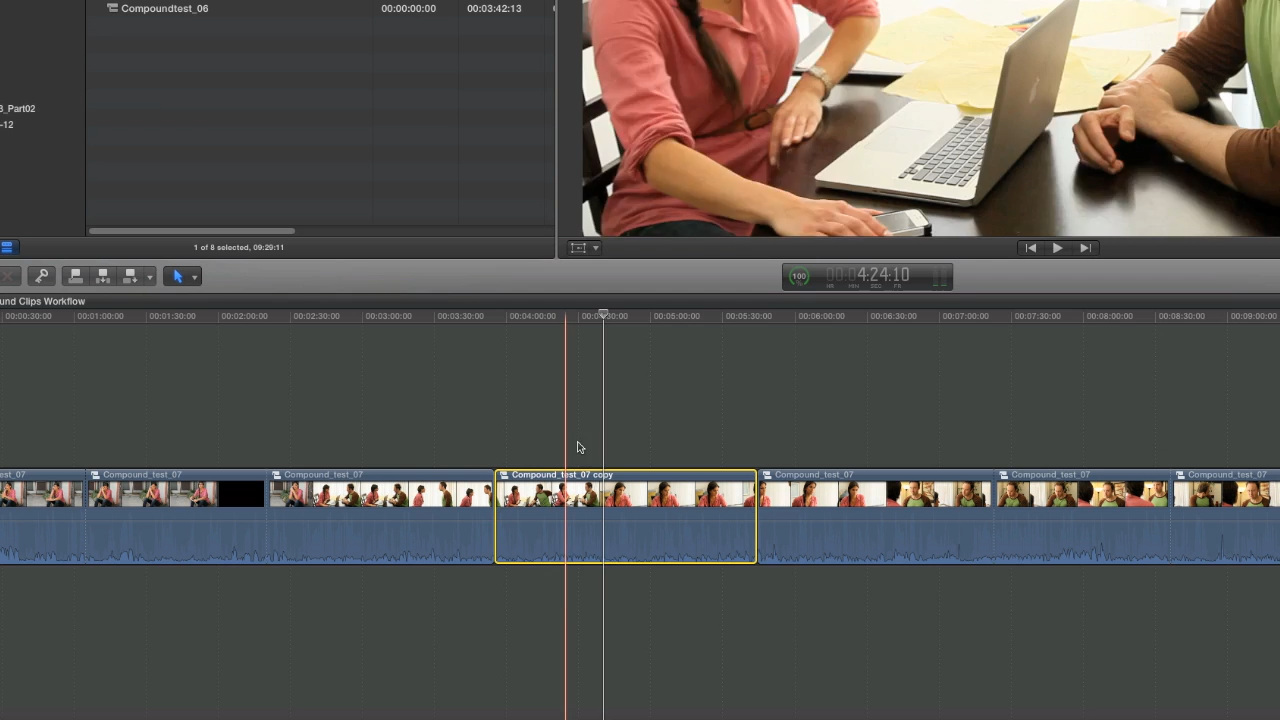 Compoundtest_06 00:00:00:00 00:03:42:13
3_Part02
-12
1 of 8 selected, 09:29:11
100 % 00:04:24:10
HR MIN SEC FR
und Clips Workflow
00:00:30:00 00:01:00:00 00:01:30:00 00:02:00:00 00:02:30:00 00:03:00:00 00:03:30:00 00:04:00:00 00:04:30:00 00:05:00:00 00:05:30:00 00:06:00:00 00:06:30:00 00:07:00:00 00:07:30:00 00:08:00:00 00:08:30:00 00:09:00:00
est_07 Compound_test_07 Compound_test_07 Compound_test_07 copy Compound_test_07 Compound_test_07 Compound_test_07